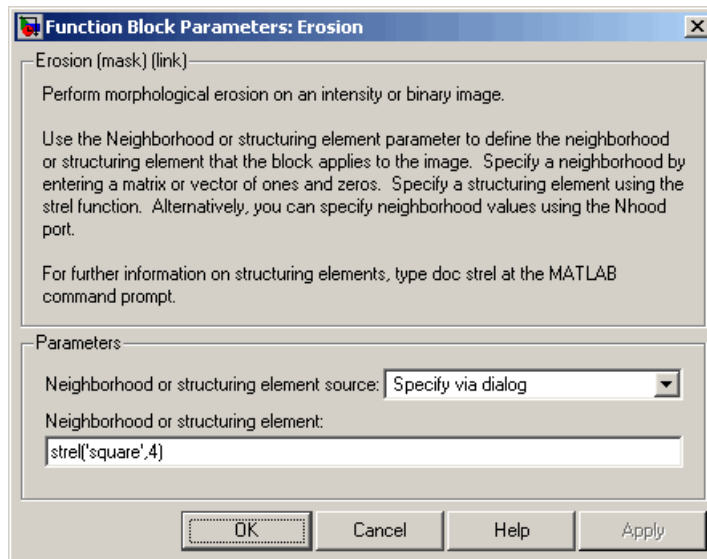 Function Block Parameters: Erosion
Erosion (mask) (link)
Perform morphological erosion on an intensity or binary image.
Use the Neighborhood or structuring element parameter to define the neighborhood
or structuring element that the block applies to the image.  Specify a neighborhood by
entering a matrix or vector of ones and zeros.  Specify a structuring element using the
strel function.  Alternatively, you can specify neighborhood values using the Nhood
port.
For further information on structuring elements, type doc strel at the MATLAB
command prompt.
Parameters
Neighborhood or structuring element source: Specify via dialog
Neighborhood or structuring element:
strel('square',4)
OK Cancel Help Apply